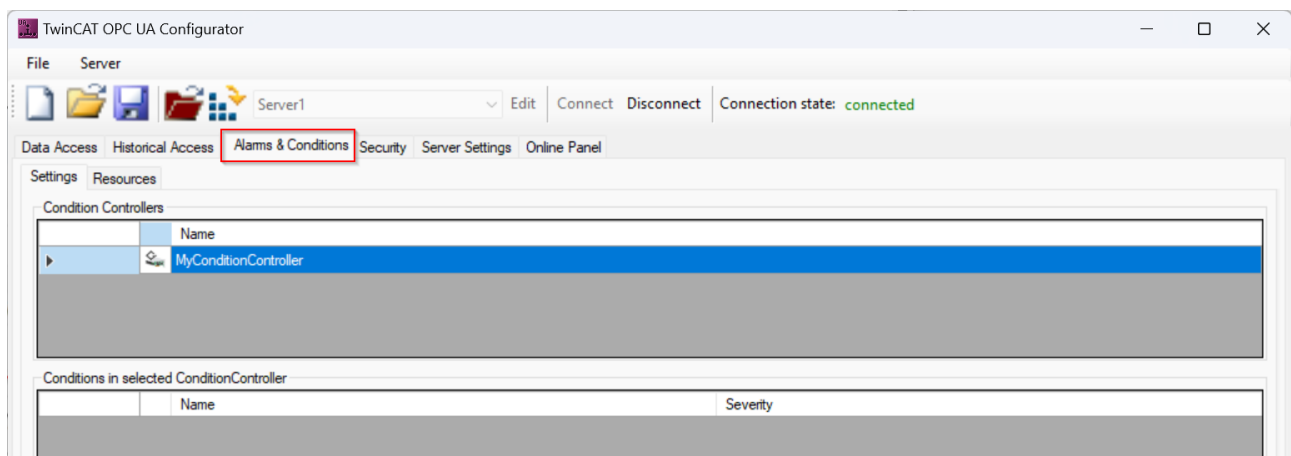 TwinCAT OPC UA Configurator
File Server
Server1 Edit Connect Disconnect Connection state: connected
Data Access Historical Access Alarms & Conditions Security Server Settings Online Panel
Settings Resources
Condition Controllers
Name
MyConditionController
Conditions in selected ConditionController
Name Severity